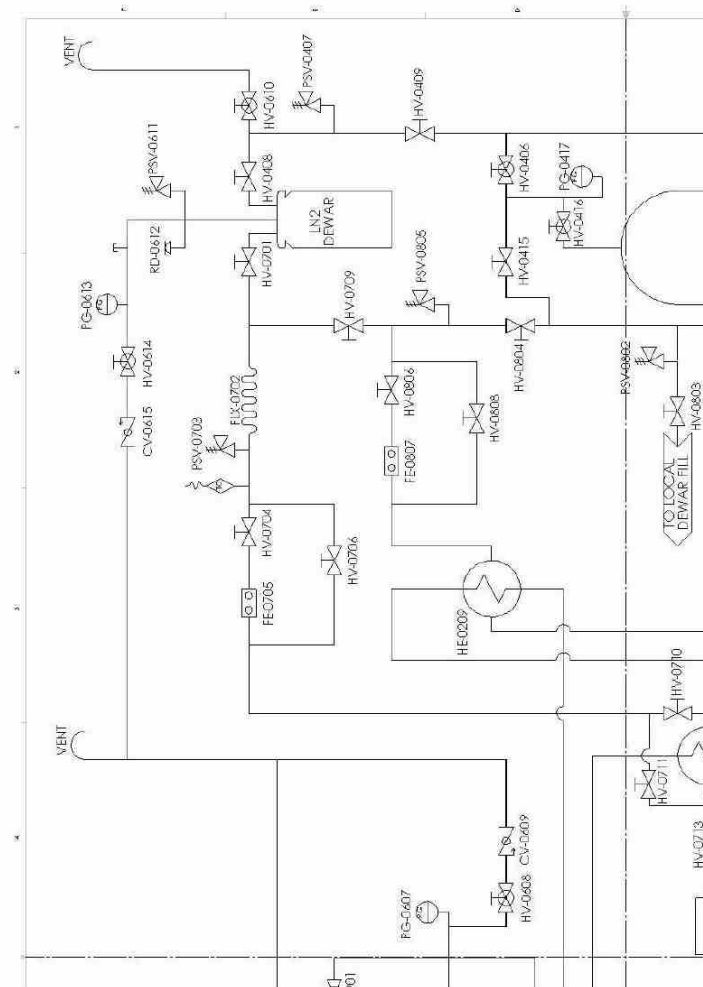 VENT
HV-0610
PSV-0407
HV-0409
PSV-0611
HV-0408
HV-0406
PG-0417
RD-0612
LN2
DEWAR
HV-0416
HV-0701
HV-0415
PG-0613
HV-0709
PSV-0805
HV-0614
HV-0804
PSV-0802
CV-0615
FLX-0702
HV-0806
HV-0808
HV-0803
PSV-0703
FE-0807
TO LOCAL
DEWAR FILL
HV-0704
HV-0706
FE-0705
HE-0209
HV-0710
VENT
HV-0711
CV-0609
HV-0713
PG-0607
HV-0608